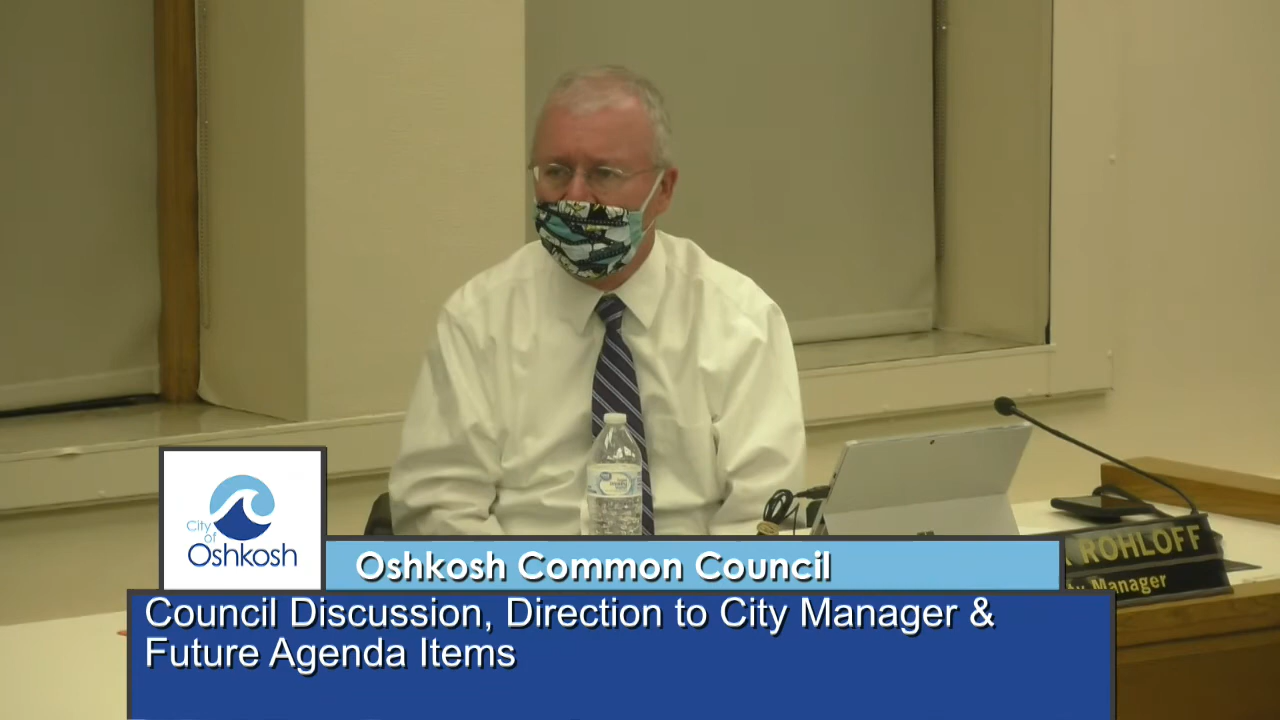 City
of
Oshkosh
Oshkosh Common Council
Council Discussion, Direction to City Manager &
Future Agenda Items
ROHLOFF
Manager